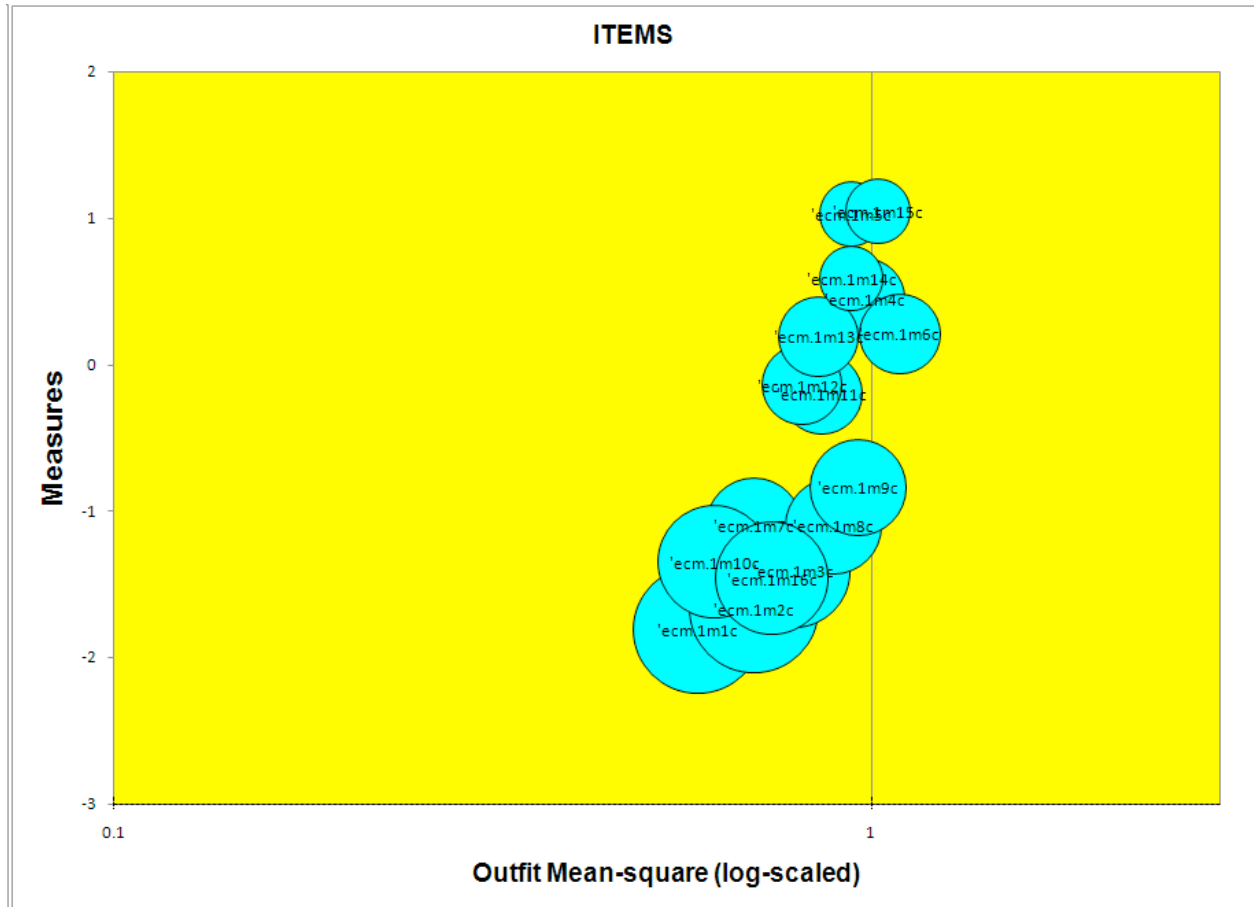 ITEMS
2
1
0
-1
-2
-3
Measures
'ecm.1m5c
'ecm.1m15c
'ecm.1m14c
'ecm.1m4c
'ecm.1m13c
'ecm.1m6c
'ecm.1m12c
'ecm.1m11c
'ecm.1m9c
'ecm.1m7c
'ecm.1m8c
'ecm.1m10c
'ecm.1m3c
'ecm.1m16c
'ecm.1m2c
'ecm.1m1c
0.1
1
Outfit Mean-square (log-scaled)